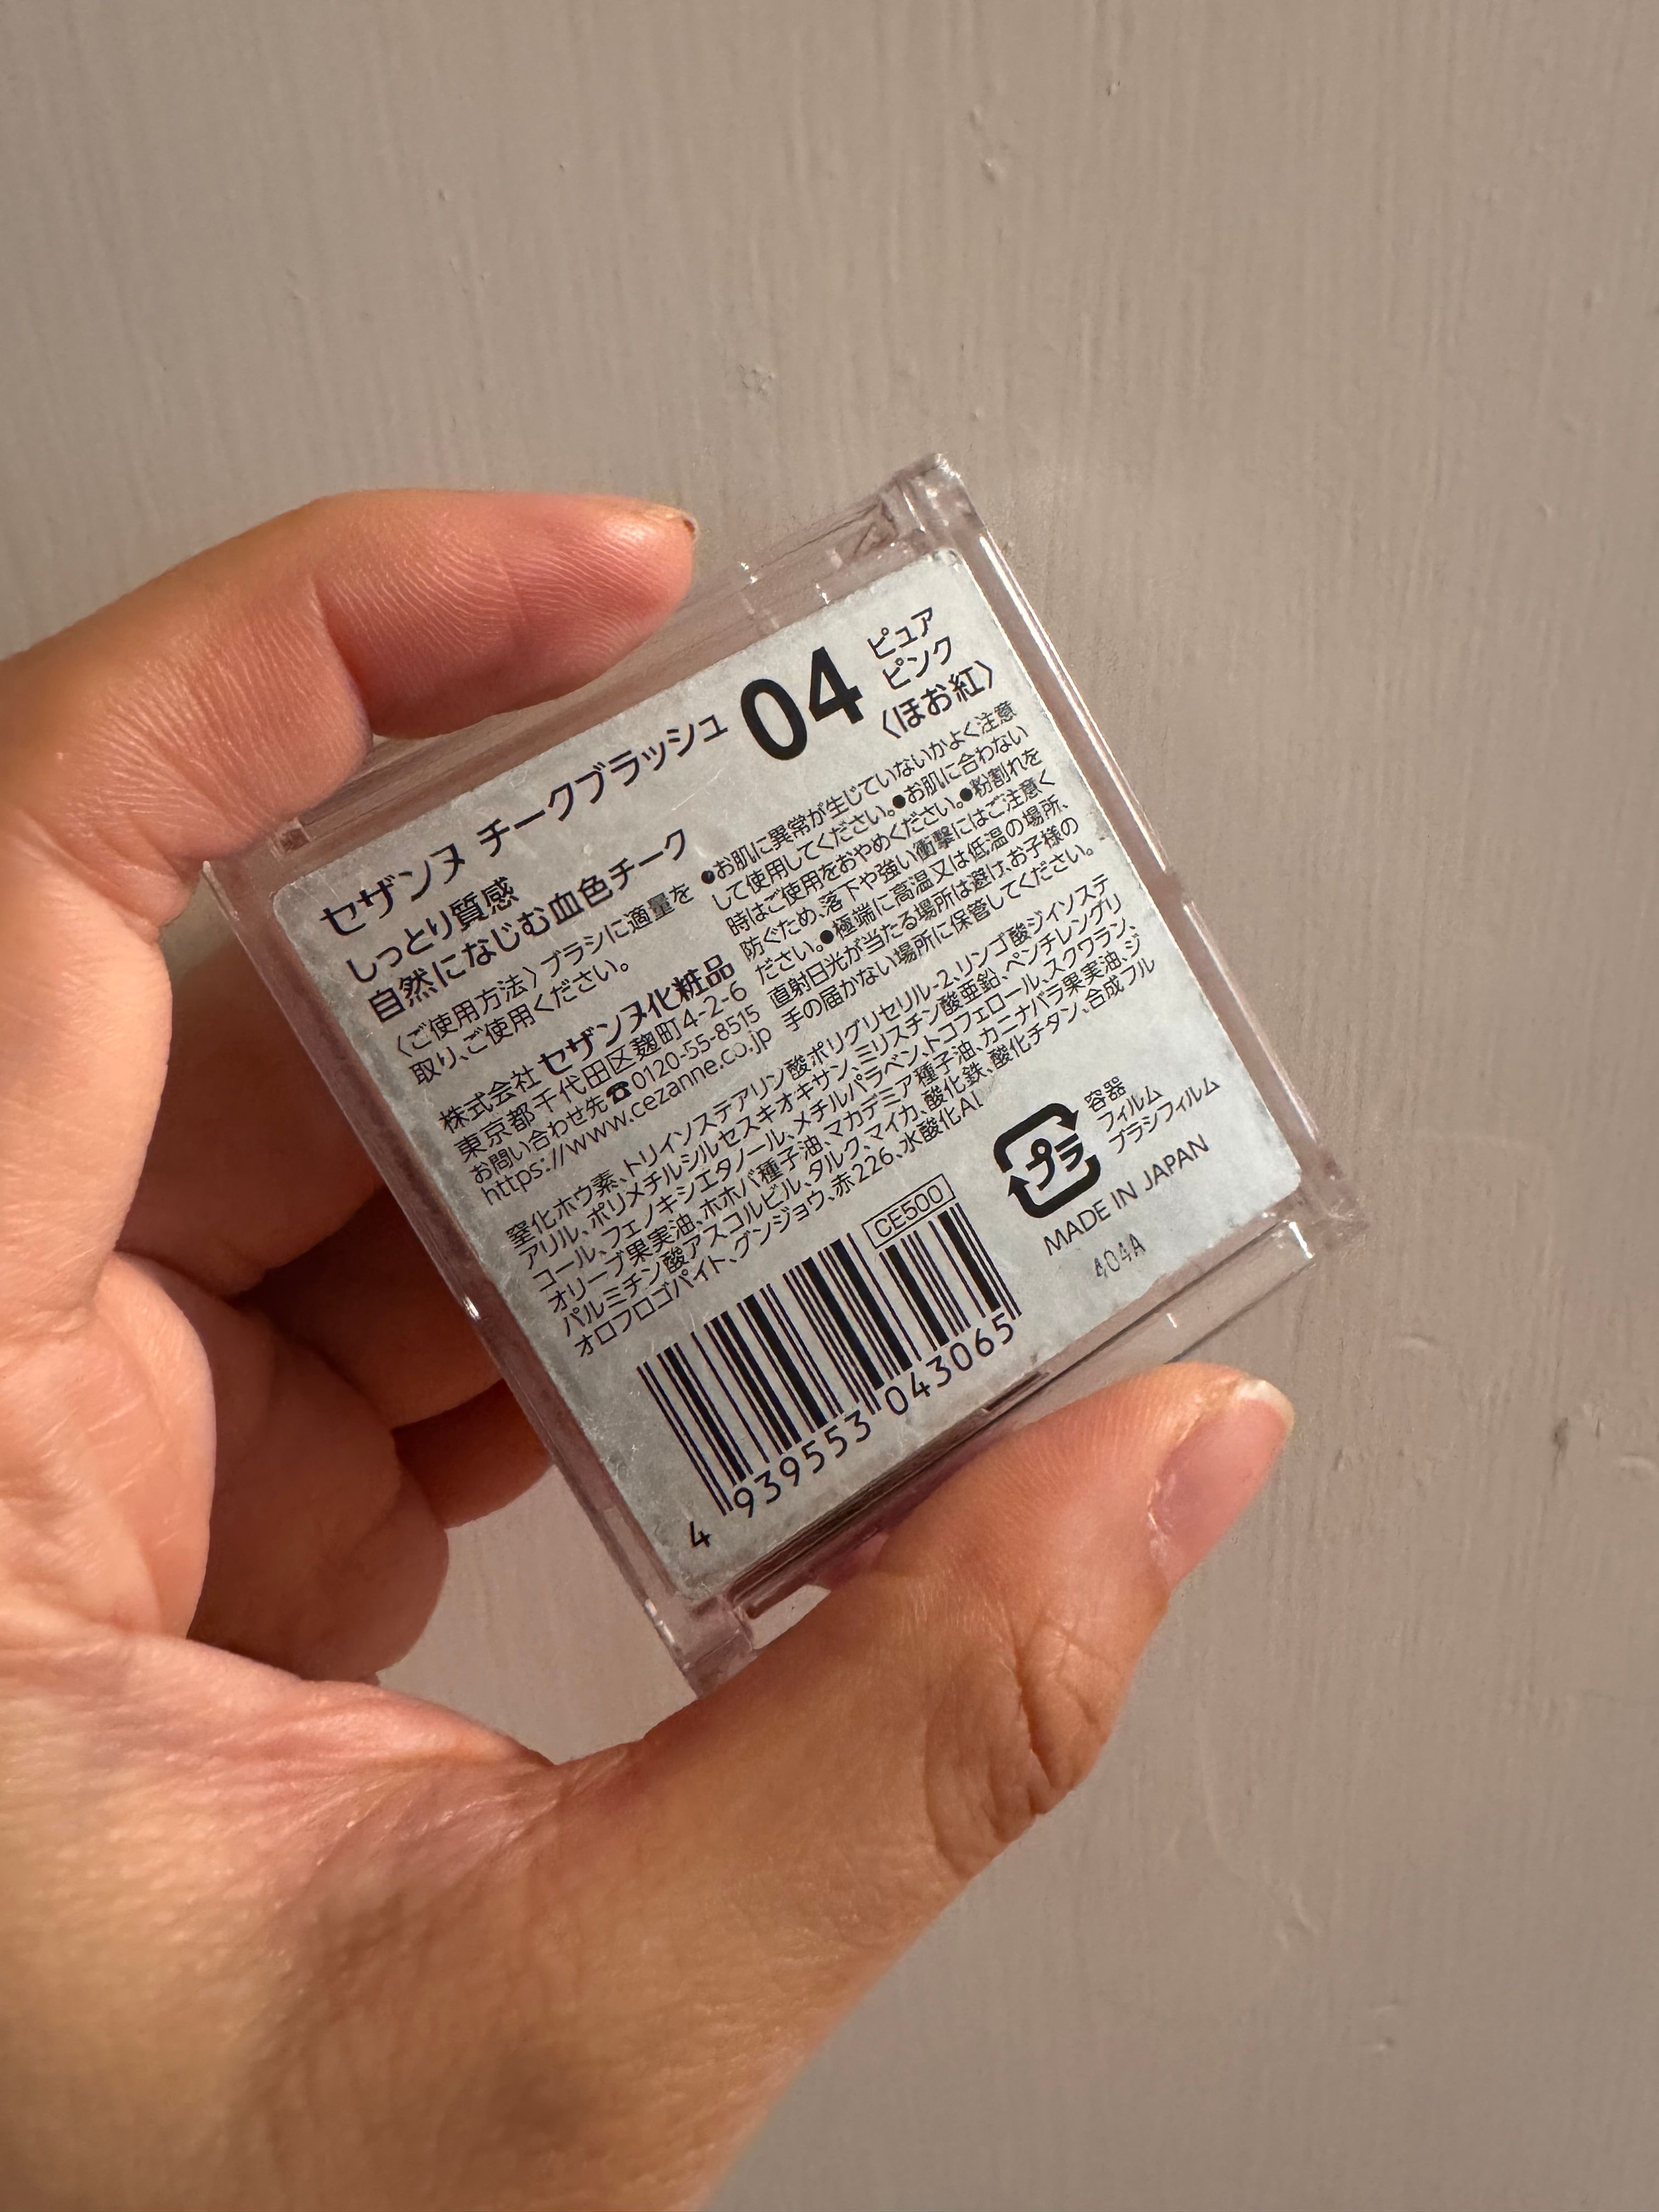 セザンヌ チークブラッシュ
04
ピュア
ピンク
〈ほお紅〉
しっとり質感
自然になじむ血色チーク
〈ご使用方法〉ブラシに適量を
取り、ご使用ください。
株式会社 セザンヌ化粧品
東京都千代田区麹町4-2-6
お問い合わせ先☎0120-55-8515
https://www.cezanne.co.jp
●お肌に異常が生じていないかよく注意
して使用してください。●お肌に合わない
時はご使用をおやめください。●粉割れを
防ぐため、落下や強い衝撃にはご注意く
ださい。●極端に高温又は低温の場所、
直射日光が当たる場所は避け、お子様の
手の届かない場所に保管してください。
窒化ホウ素、トリイソステアリン酸ポリグリセリル-2、リンゴ酸ジイソステ
アリル、ポリメチルシルセスキオキサン、ミリスチン酸亜鉛、ペンチレングリ
コール、フェノキシエタノール、メチルパラベン、トコフェロール、スクワラン、
オリーブ果実油、ホホバ種子油、マカデミア種子油、カニナバラ果実油、ジ
パルミチン酸アスコルビル、タルク、マイカ、酸化鉄、酸化チタン、合成フル
オロフロゴパイト、グンジョウ、赤226、水酸化Al
CE500
4 939553 043065
プラ
容器
フィルム
ブラシフィルム
MADE IN JAPAN
404A